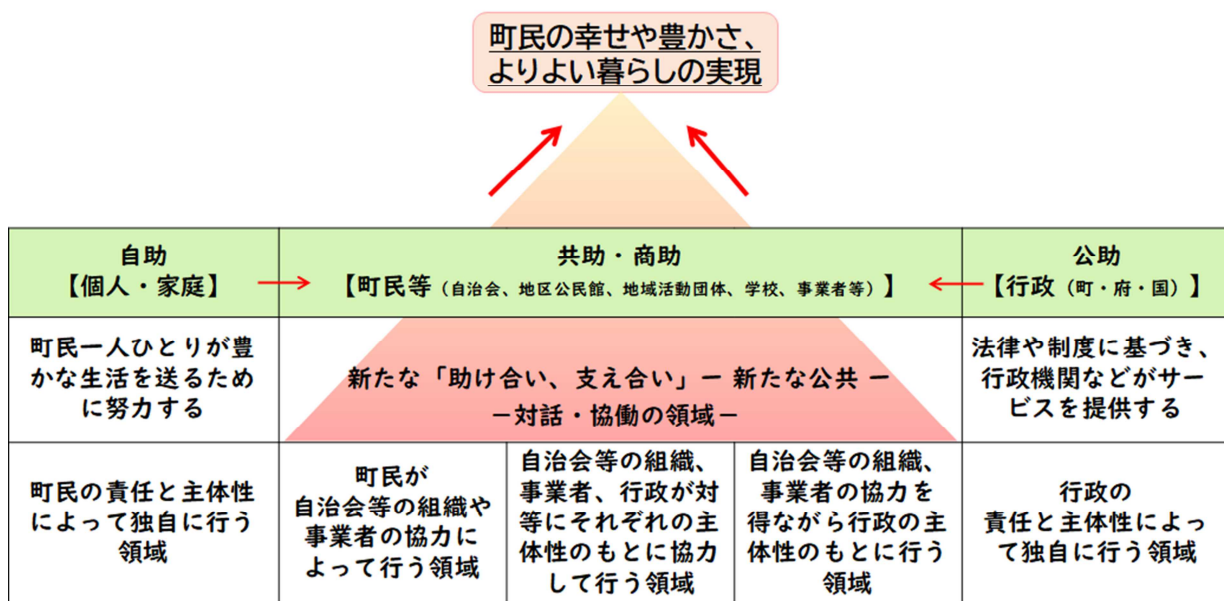 町民の幸せや豊かさ、
よりよい暮らしの実現
自助
【個人・家庭】
共助・商助
【町民等（自治会、地区公民館、地域活動団体、学校、事業者等）】
公助
【行政（町・府・国）】
町民一人ひとりが豊
かな生活を送るため
に努力する
新たな「助け合い、支え合い」－ 新たな公共 －
－対話・協働の領域－
法律や制度に基づき、
行政機関などがサー
ビスを提供する
町民の責任と主体性
によって独自に行う
領域
町民が
自治会等の組織や
事業者の協力に
よって行う領域
自治会等の組織、
事業者、行政が対
等にそれぞれの主
体性のもとに協力
して行う領域
自治会等の組織、
事業者の協力を
得ながら行政の主
体性のもとに行う
領域
行政の
責任と主体性によっ
て独自に行う領域